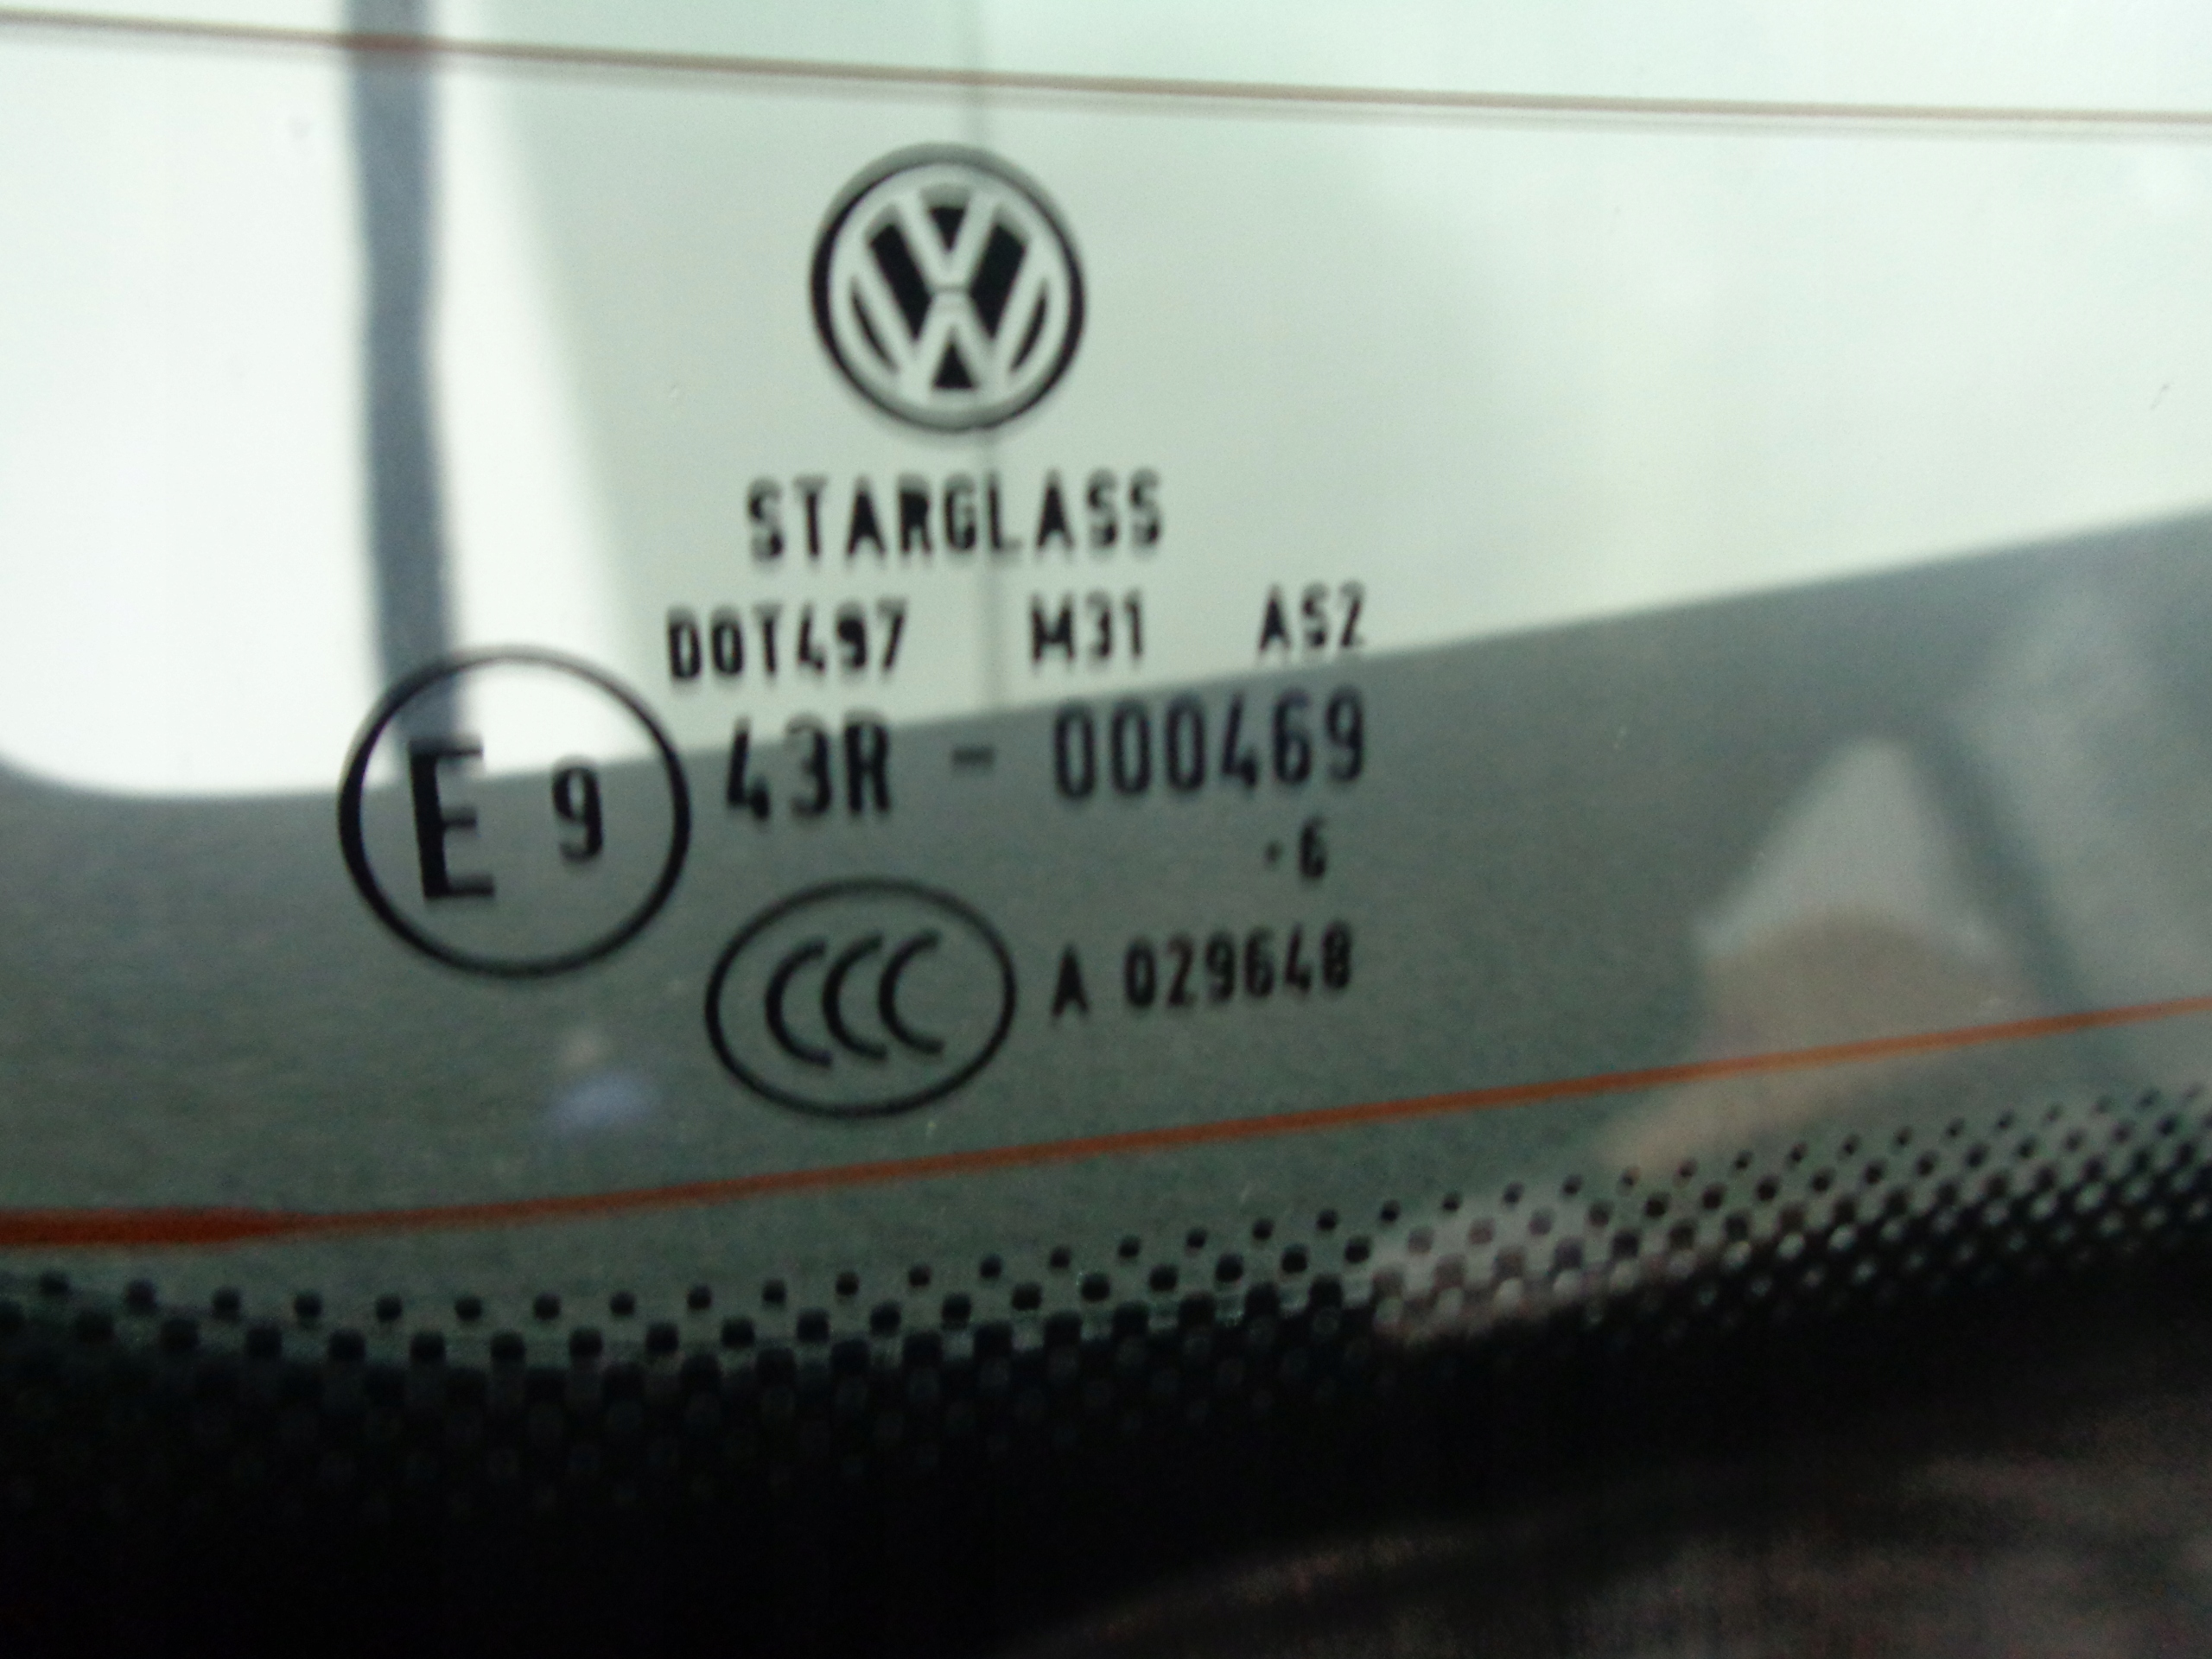 STARGLASS
DOT497 M31 AS2
E 9 43R - 000469
·6
CCC A 029648